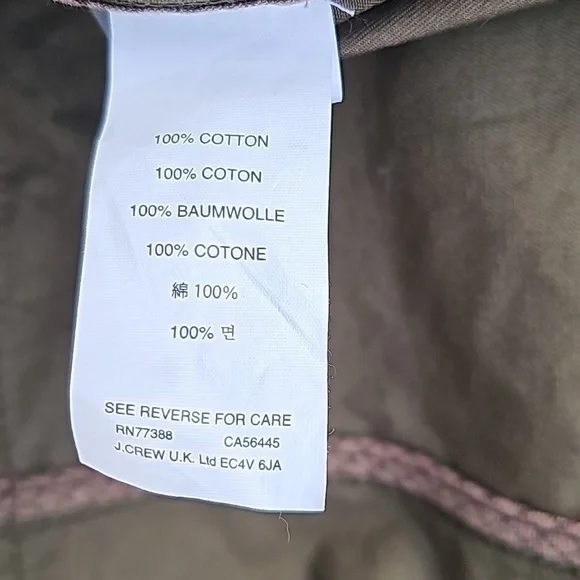 100% COTTON
100% COTON
100% BAUMWOLLE
100% COTONE
綿 100%
100% 면
SEE REVERSE FOR CARE
RN77388 CA56445
J.CREW U.K. Ltd EC4V 6JA